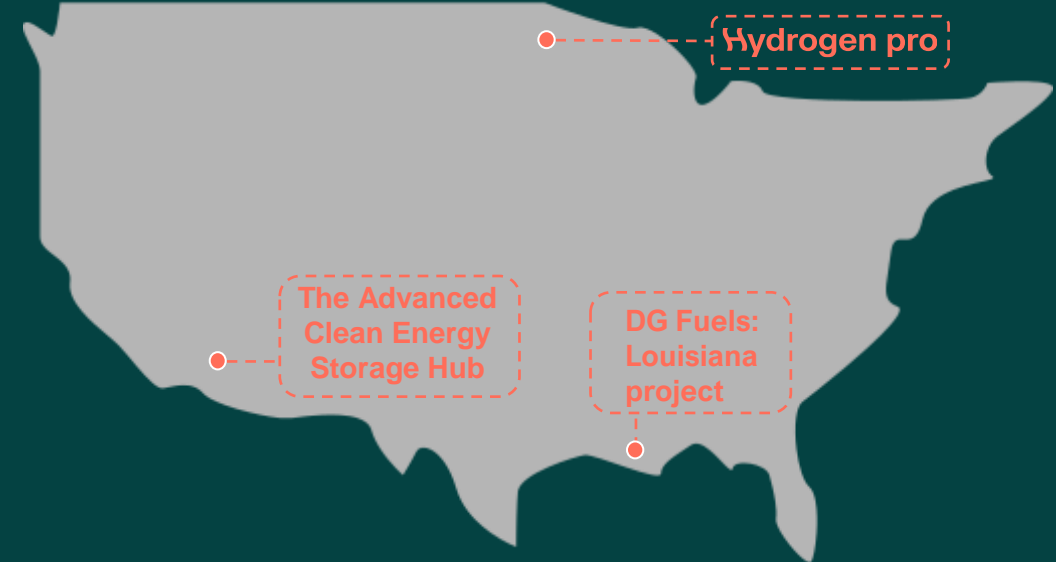 Hydrogen pro
The Advanced
Clean Energy
Storage Hub
DG Fuels:
Louisiana
project